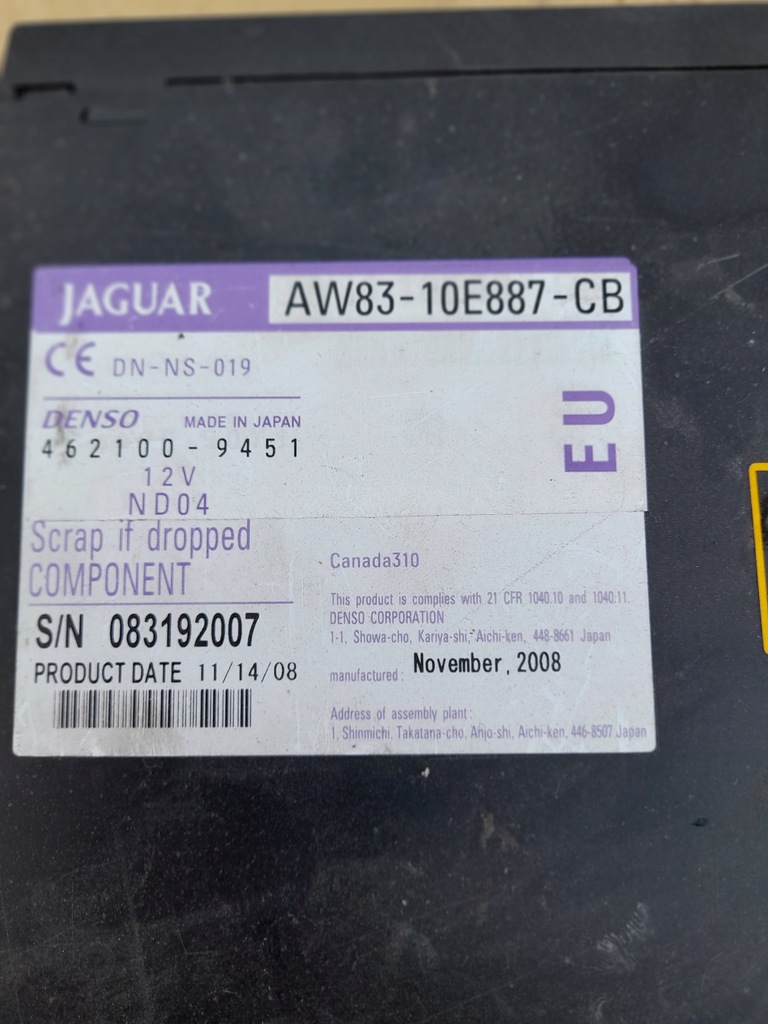 JAGUAR AW83-10E887-CB
CE DN-NS-019
EU
DENSO MADE IN JAPAN
462100-9451
12V
ND04
Scrap if dropped
COMPONENT
S/N 083192007
PRODUCT DATE 11/14/08
Canada310
This product is complies with 21 CFR 1040.10 and 1040:11.
DENSO CORPORATION
1-1, Showa-cho, Kariya-shi, Aichi-ken, 448-8661 Japan
manufactured: November, 2008
Address of assembly plant:
1, Shinmichi, Takatana-cho, Anjo-shi, Aichi-ken, 446-8507 Japan